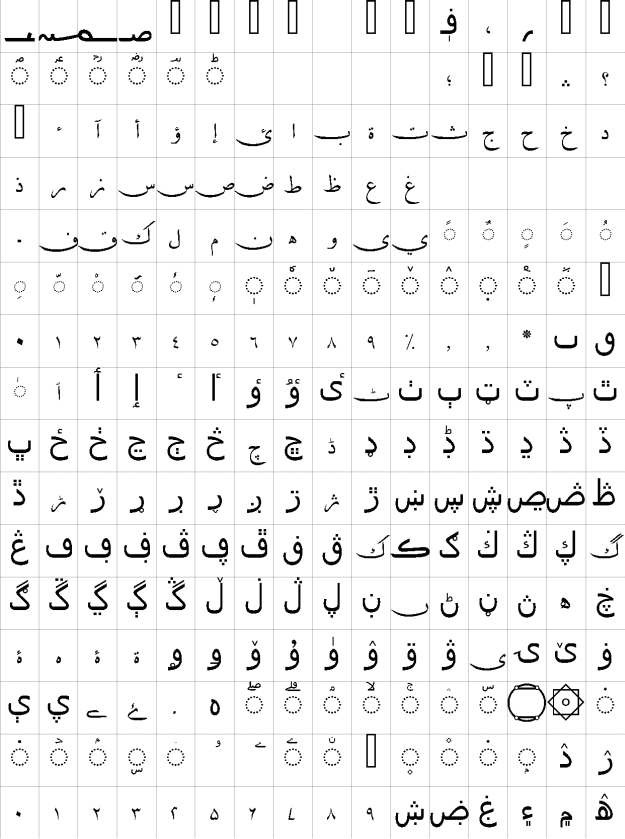 ؋ ، ؍
◌ؐ ◌ؑ ◌ؒ ◌ؓ ◌ؔ ◌ؕ ؛ ؞ ؟
ء آ أ ؤ إ ئ ا ب ة ت ث ج ح خ د
ذ ر ز س ش ص ض ط ظ ع غ
ـ ف ق ك ل م ن ه و ى ي ◌ً ◌ٌ ◌ٍ ◌َ ◌ُ
◌ِ ◌ّ ◌ْ ◌ٓ ◌ٔ ◌ٕ ◌ٖ ◌ٗ ◌٘ ◌ٙ ◌ٚ ◌ٛ ◌ٜ ◌ٝ ◌ٞ
٠ ١ ٢ ٣ ٤ ٥ ٦ ٧ ٨ ٩ ٪ ٫ ٬ ٭ ٮ ٯ
◌ٰ ٱ ٲ ٳ ٴ ٵ ٶ ٷ ٸ ٹ ٺ ٻ ټ ٽ پ ٿ
ڀ ځ ڂ ڃ ڄ څ چ ڇ ڈ ډ ڊ ڋ ڌ ڍ ڎ ڏ
ڐ ڑ ڒ ړ ڔ ڕ ږ ڗ ژ ڙ ښ ڛ ڜ ڝ ڞ ڟ
ڠ ڡ ڢ ڣ ڤ ڥ ڦ ڧ ڨ ک ڪ ګ ڬ ڭ ڮ گ
ڰ ڱ ڲ ڳ ڴ ڵ ڶ ڷ ڸ ڹ ں ڻ ڼ ڽ ھ ڿ
ۀ ہ ۂ ۃ ۄ ۅ ۆ ۇ ۈ ۉ ۊ ۋ ی ۍ ێ ۏ
ې ۑ ے ۓ ۔ ە ◌ۖ ◌ۗ ◌ۘ ◌ۙ ◌ۚ ◌ۛ ◌ۜ ۝ ۞ ◌۟
◌۠ ◌ۡ ◌ۢ ◌ۣ ◌ۤ ۥ ۦ ◌ۧ ◌ۨ ◌۪ ◌۫ ◌۬ ◌ۭ ۮ ۯ
۰ ۱ ۲ ۳ ۴ ۵ ۶ ۷ ۸ ۹ ۺ ۻ ۼ ۽ ۾ ۿ